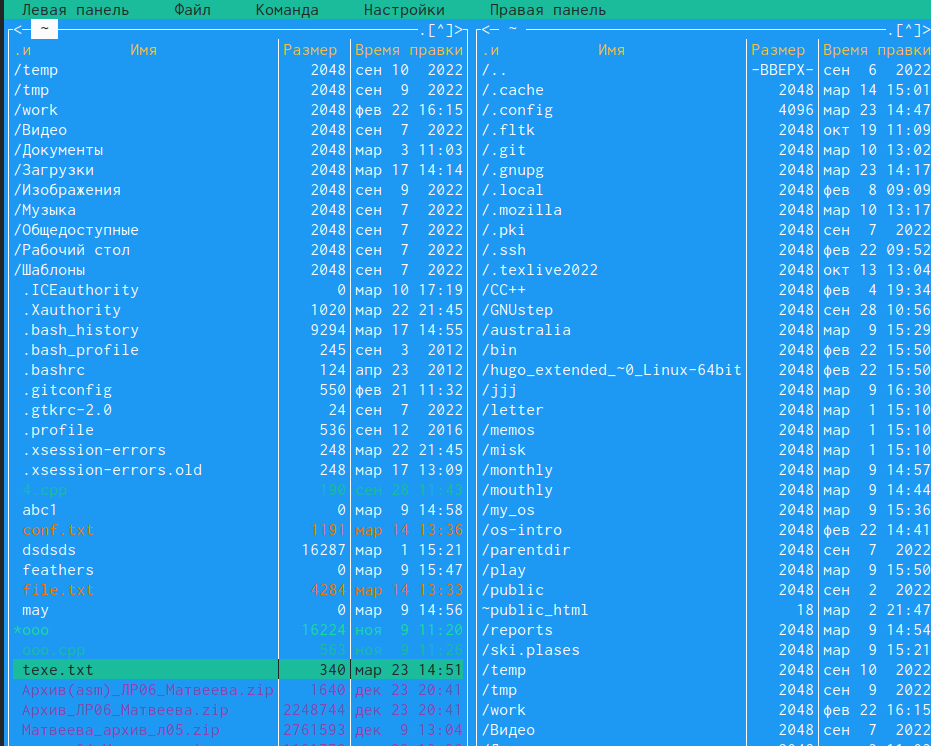 Левая панель Файл Команда Настройки Правая панель
<─ ~ .[^]> <─ ~ .[^]>
.и Имя Размер Время правки .и Имя Размер Время правки
/temp 2048 сен 10 2022 /.. -ВВЕРХ- сен 6 2022
/tmp 2048 сен 9 2022 /.cache 2048 мар 14 15:01
/work 2048 фев 22 16:15 /.config 4096 мар 23 14:47
/Видео 2048 сен 7 2022 /.fltk 2048 окт 19 11:09
/Документы 2048 мар 3 11:03 /.git 2048 мар 10 13:02
/Загрузки 2048 мар 17 14:14 /.gnupg 2048 мар 23 14:17
/Изображения 2048 сен 9 2022 /.local 2048 фев 8 09:09
/Музыка 2048 сен 7 2022 /.mozilla 2048 мар 10 13:17
/Общедоступные 2048 сен 7 2022 /.pki 2048 сен 7 2022
/Рабочий стол 2048 сен 7 2022 /.ssh 2048 фев 22 09:52
/Шаблоны 2048 сен 7 2022 /.texlive2022 2048 окт 13 13:04
.ICEauthority 0 мар 10 17:19 /CC++ 2048 фев 4 19:34
.Xauthority 1020 мар 22 21:45 /GNUstep 2048 сен 28 10:56
.bash_history 9294 мар 17 14:55 /australia 2048 мар 9 15:29
.bash_profile 245 сен 3 2012 /bin 2048 фев 22 15:50
.bashrc 124 апр 23 2012 /hugo_extended_~0_Linux-64bit 2048 фев 22 15:50
.gitconfig 550 фев 21 11:32 /jjj 2048 мар 9 16:30
.gtkrc-2.0 24 сен 7 2022 /letter 2048 мар 1 15:10
.profile 536 сен 12 2016 /memos 2048 мар 1 15:10
.xsession-errors 248 мар 22 21:45 /misk 2048 мар 1 15:10
.xsession-errors.old 248 мар 17 13:09 /monthly 2048 мар 9 14:57
4.cpp 190 сен 28 11:43 /mouthly 2048 мар 9 14:44
abc1 0 мар 9 14:58 /my_os 2048 мар 9 15:36
conf.txt 1191 мар 14 13:36 /os-intro 2048 фев 22 14:41
dsdsds 16287 мар 1 15:21 /parentdir 2048 сен 7 2022
feathers 0 мар 9 15:47 /play 2048 мар 9 15:50
file.txt 4284 мар 14 13:33 /public 2048 сен 2 2022
may 0 мар 9 14:56 ~public_html 18 мар 2 21:47
*ooo 16224 ноя 9 11:20 /reports 2048 мар 9 14:54
ooo.cpp 563 ноя 9 11:26 /ski.plases 2048 мар 9 15:21
texe.txt 340 мар 23 14:51 /temp 2048 сен 10 2022
Архив(asm)_ЛР06_Матвеева.zip 1640 дек 23 20:41 /tmp 2048 сен 9 2022
Архив_ЛР06_Матвеева.zip 2248744 дек 23 20:41 /work 2048 фев 22 16:15
Матвеева_архив_л05.zip 2761593 дек 9 13:04 /Видео 2048 сен 7 2022